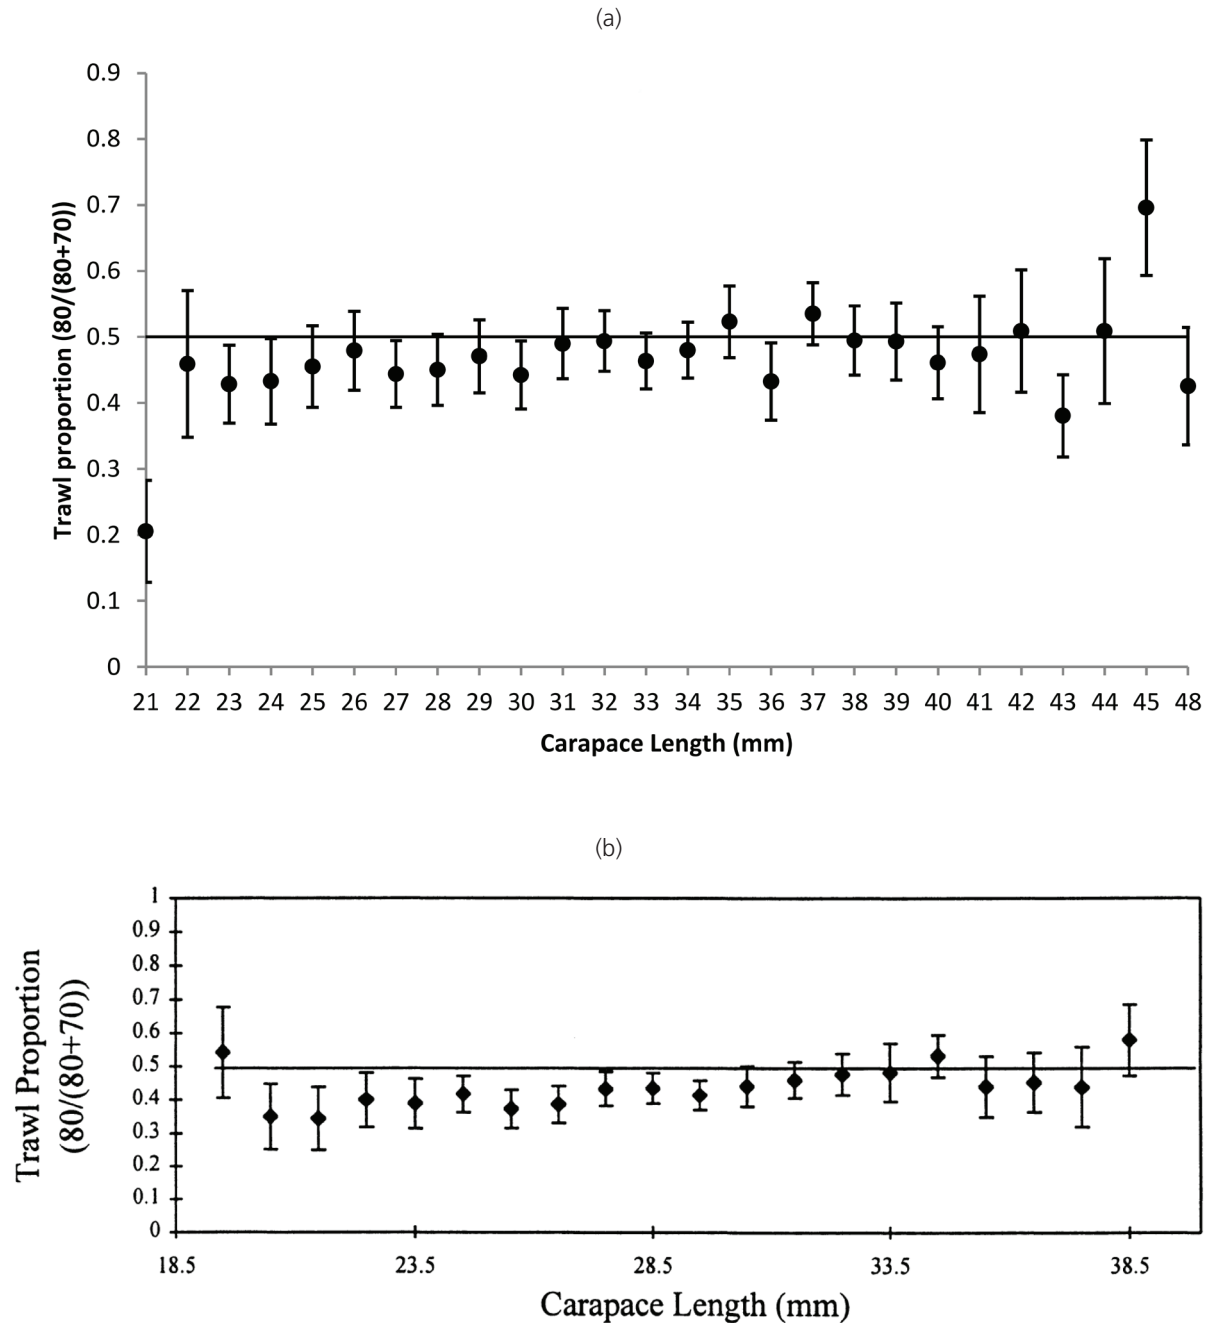 (a)
0.9
0.8
0.7
0.6
0.5
0.4
0.3
0.2
0.1
0
Trawl proportion (80/(80+70))
21 22 23 24 25 26 27 28 29 30 31 32 33 34 35 36 37 38 39 40 41 42 43 44 45 48
Carapace Length (mm)
(b)
1
0.9
0.8
0.7
0.6
0.5
0.4
0.3
0.2
0.1
0
Trawl Proportion
(80/(80+70))
18.5 23.5 28.5 33.5 38.5
Carapace Length (mm)